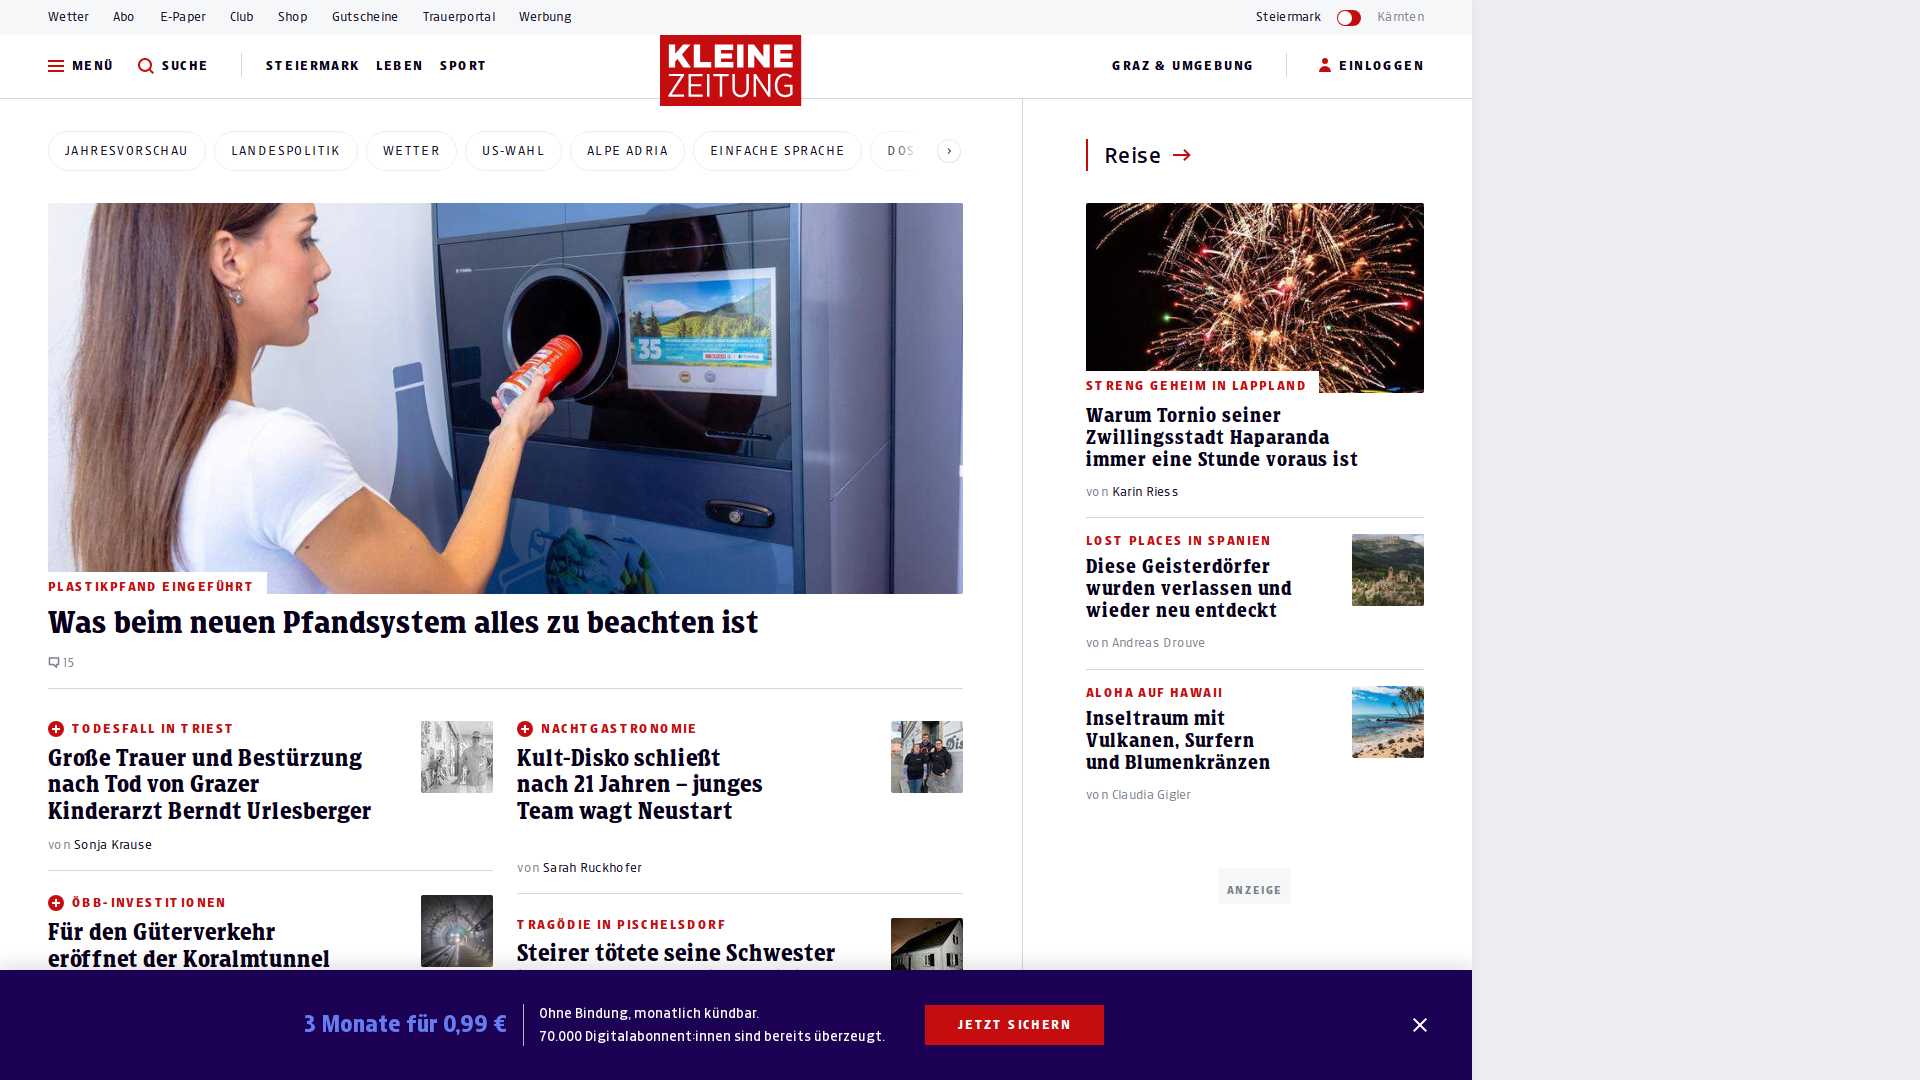 Wetter Abo E-Paper Club Shop Gutscheine Trauerportal Werbung Steiermark Kärnten
MENÜ SUCHE STEIERMARK LEBEN SPORT KLEINE ZEITUNG GRAZ & UMGEBUNG EINLOGGEN
JAHRESVORSCHAU LANDESPOLITIK WETTER US-WAHL ALPE ADRIA EINFACHE SPRACHE DOS
35
PLASTIKPFAND EINGEFÜHRT
Was beim neuen Pfandsystem alles zu beachten ist
15
TODESFALL IN TRIEST
Große Trauer und Bestürzung
nach Tod von Grazer
Kinderarzt Berndt Urlesberger
von Sonja Krause
ÖBB-INVESTITIONEN
Für den Güterverkehr
eröffnet der Koralmtunnel
NACHTGASTRONOMIE
Kult-Disko schließt
nach 21 Jahren – junges
Team wagt Neustart
von Sarah Ruckhofer
TRAGÖDIE IN PISCHELSDORF
Steirer tötete seine Schwester
Reise
STRENG GEHEIM IN LAPPLAND
Warum Tornio seiner
Zwillingsstadt Haparanda
immer eine Stunde voraus ist
von Karin Riess
LOST PLACES IN SPANIEN
Diese Geisterdörfer
wurden verlassen und
wieder neu entdeckt
von Andreas Drouve
ALOHA AUF HAWAII
Inseltraum mit
Vulkanen, Surfern
und Blumenkränzen
von Claudia Gigler
ANZEIGE
3 Monate für 0,99 €
Ohne Bindung, monatlich kündbar.
70.000 Digitalabonnent:innen sind bereits überzeugt.
JETZT SICHERN